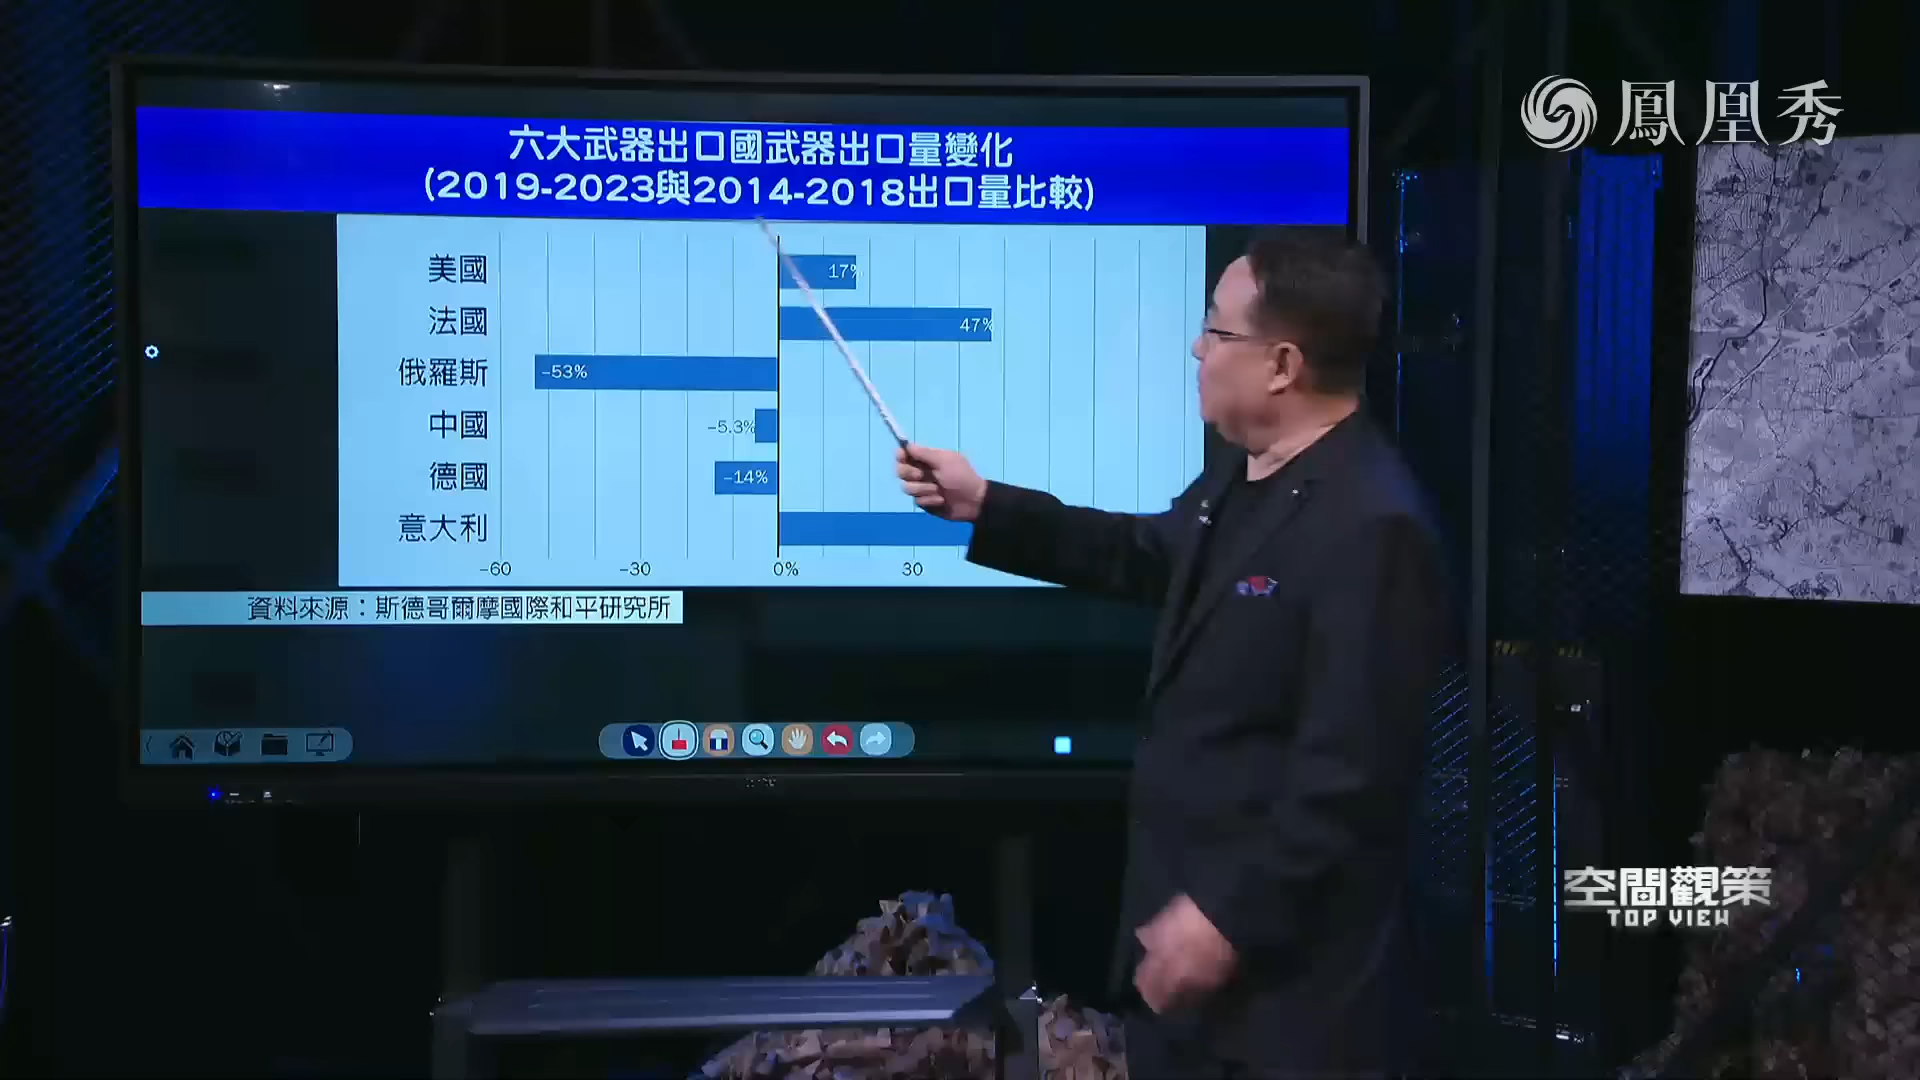 鳳凰秀
六大武器出口國武器出口量變化
(2019-2023與2014-2018出口量比較)
美國
17%
法國
47%
俄羅斯
-53%
中國
-5.3%
德國
-14%
意大利
-60
-30
0%
30
資料來源：斯德哥爾摩國際和平研究所
空間觀策
TOP VIEW